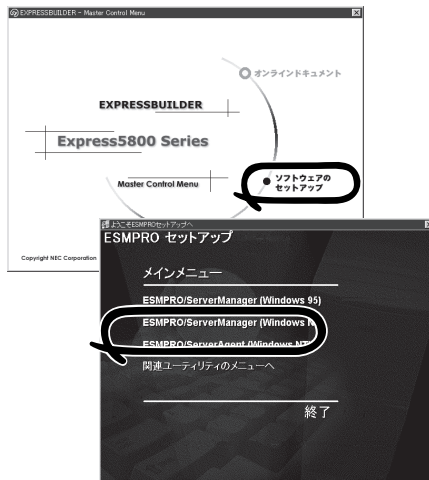 EXPRESSBUILDER - Master Control Menu
オンラインドキュメント
EXPRESSBUILDER
Express5800 Series
ソフトウェアの
セットアップ
Master Control Menu
Copyright NEC Corporation
ようこそESMPROセットアップへ
ESMPRO セットアップ
メインメニュー
ESMPRO/ServerManager (Windows 95)
ESMPRO/ServerManager (Windows N
ESMPRO/ServerAgent (Windows NT)
関連ユーティリティのメニューへ
終了